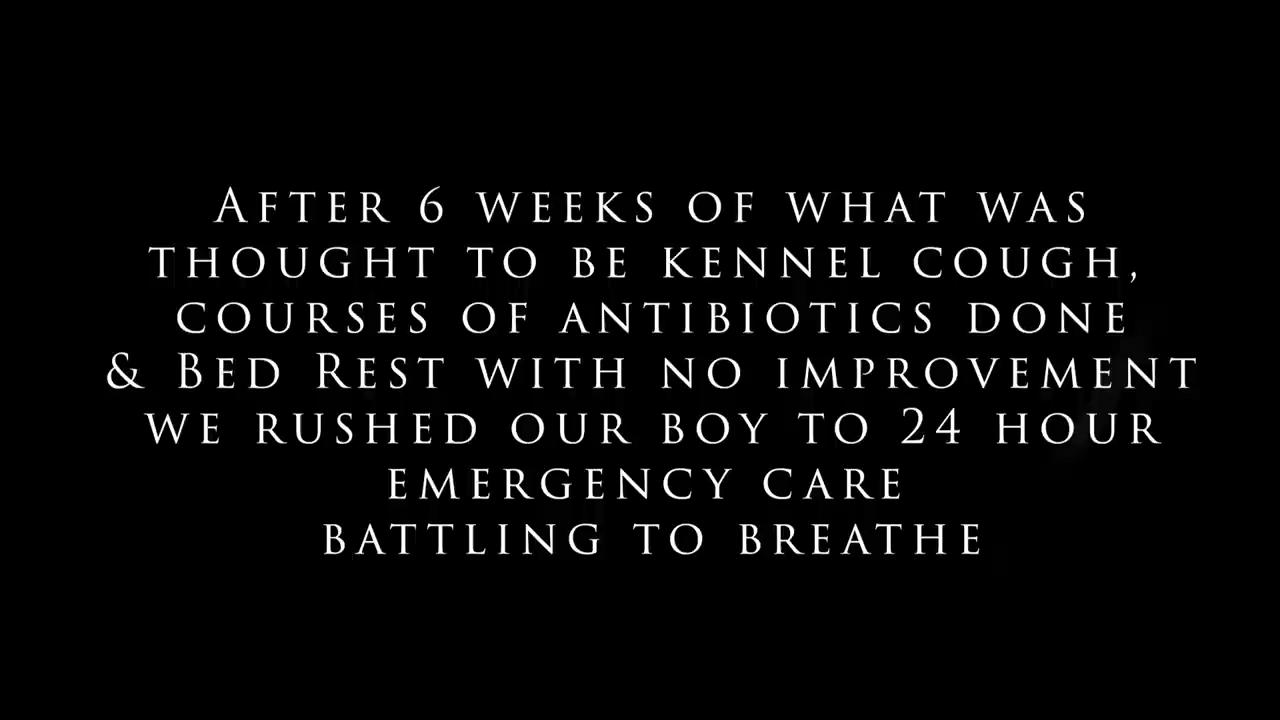 After 6 weeks of what was
thought to be kennel cough,
courses of antibiotics done
& Bed Rest with no improvement
we rushed our boy to 24 hour
emergency care
battling to breathe